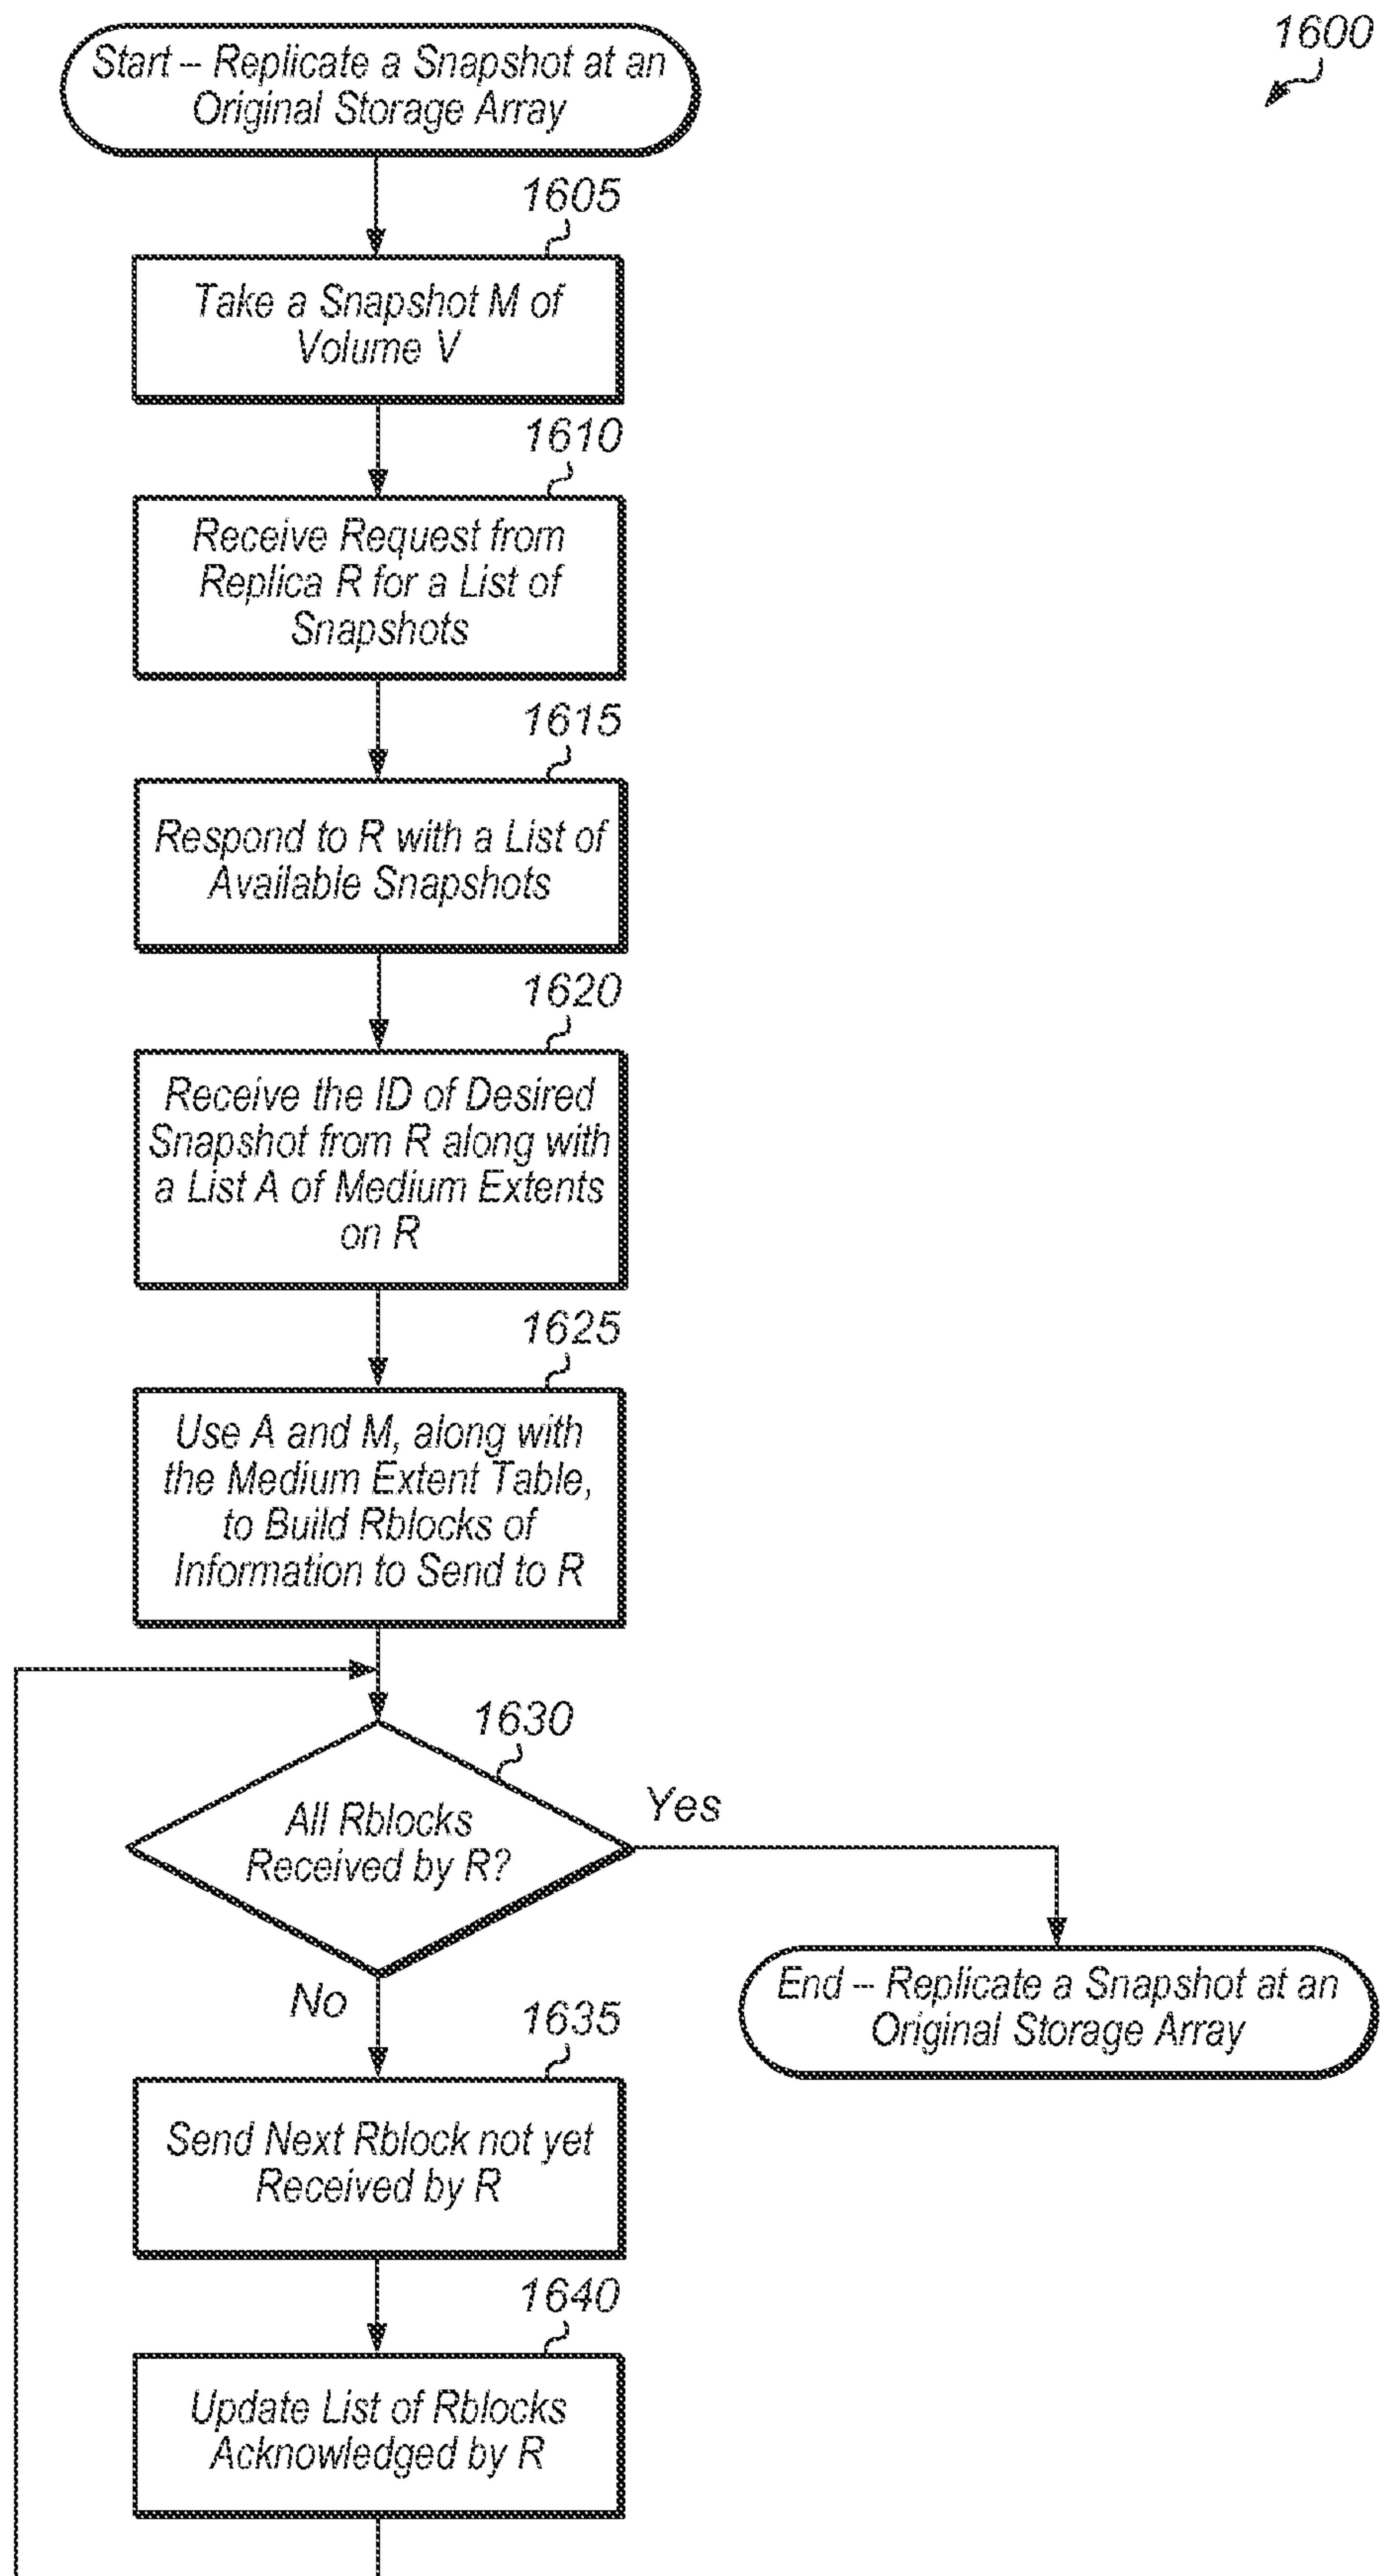 1600
Start -- Replicate a Snapshot at an
Original Storage Array
1605
Take a Snapshot M of
Volume V
1610
Receive Request from
Replica R for a List of
Snapshots
1615
Respond to R with a List of
Available Snapshots
1620
Receive the ID of Desired
Snapshot from R along with
a List A of Medium Extents
on R
1625
Use A and M, along with
the Medium Extent Table,
to Build Rblocks of
Information to Send to R
1630
All Rblocks
Received by R?
Yes
End -- Replicate a Snapshot at an
Original Storage Array
No
1635
Send Next Rblock not yet
Received by R
1640
Update List of Rblocks
Acknowledged by R